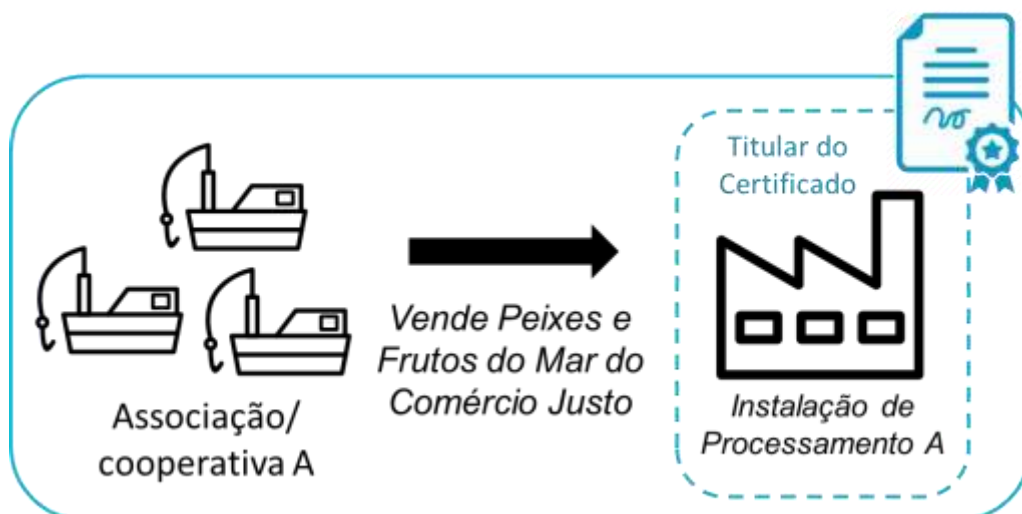 Titular do
Certificado
Vende Peixes e
Frutos do Mar do
Comércio Justo
Associação/
cooperativa A
Instalação de
Processamento A